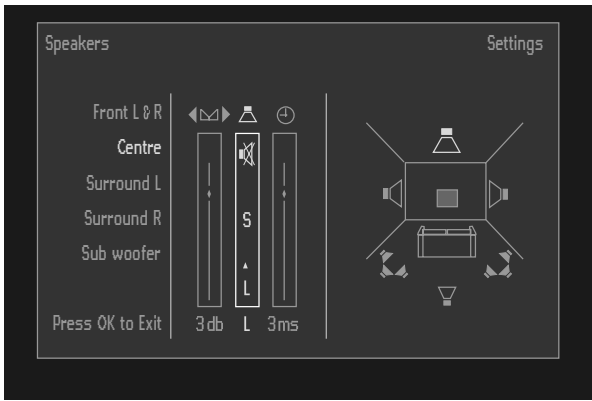 Speakers Settings
Front L & R
Centre
Surround L
Surround R
Sub woofer
Press OK to Exit
S
L
3db L 3ms